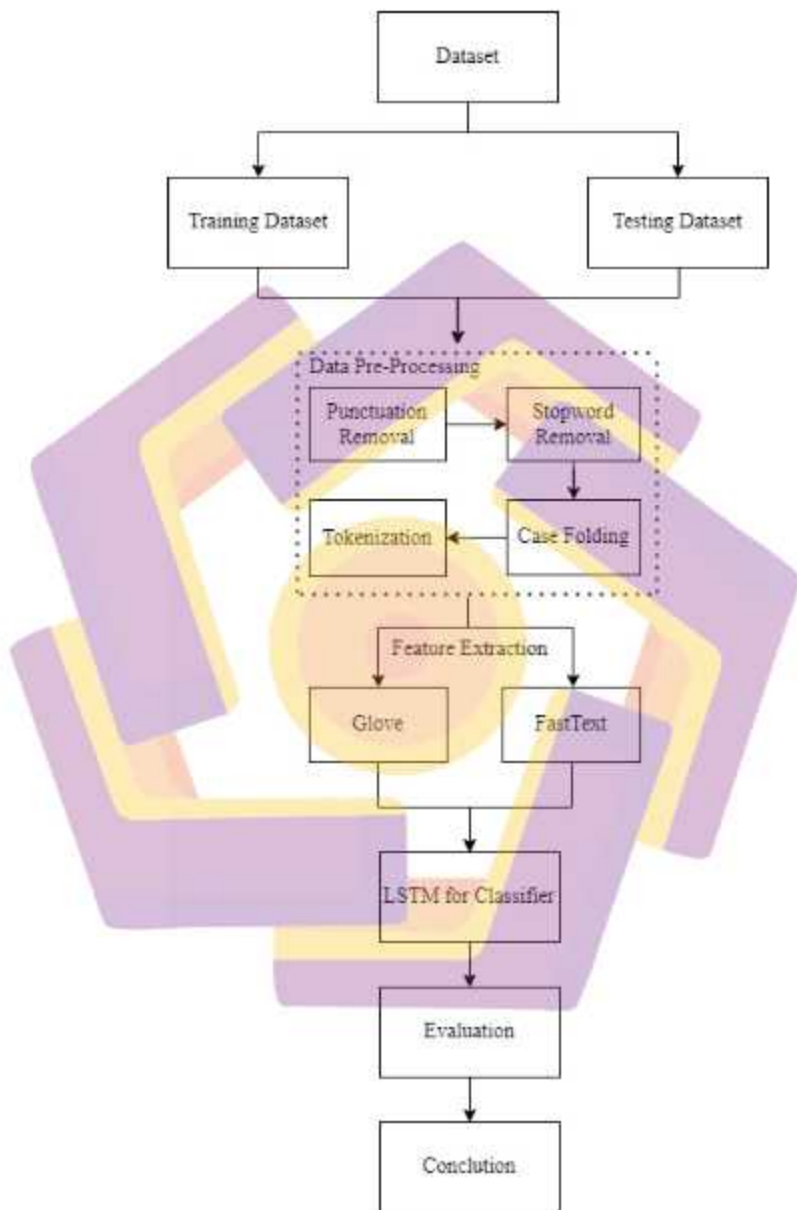 Dataset
Training Dataset
Testing Dataset
Data Pre-Processing
Punctuation
Removal
Stopword
Removal
Tokenization
Case Folding
Feature Extraction
Glove
FastText
LSTM for Classifier
Evaluation
Conclution